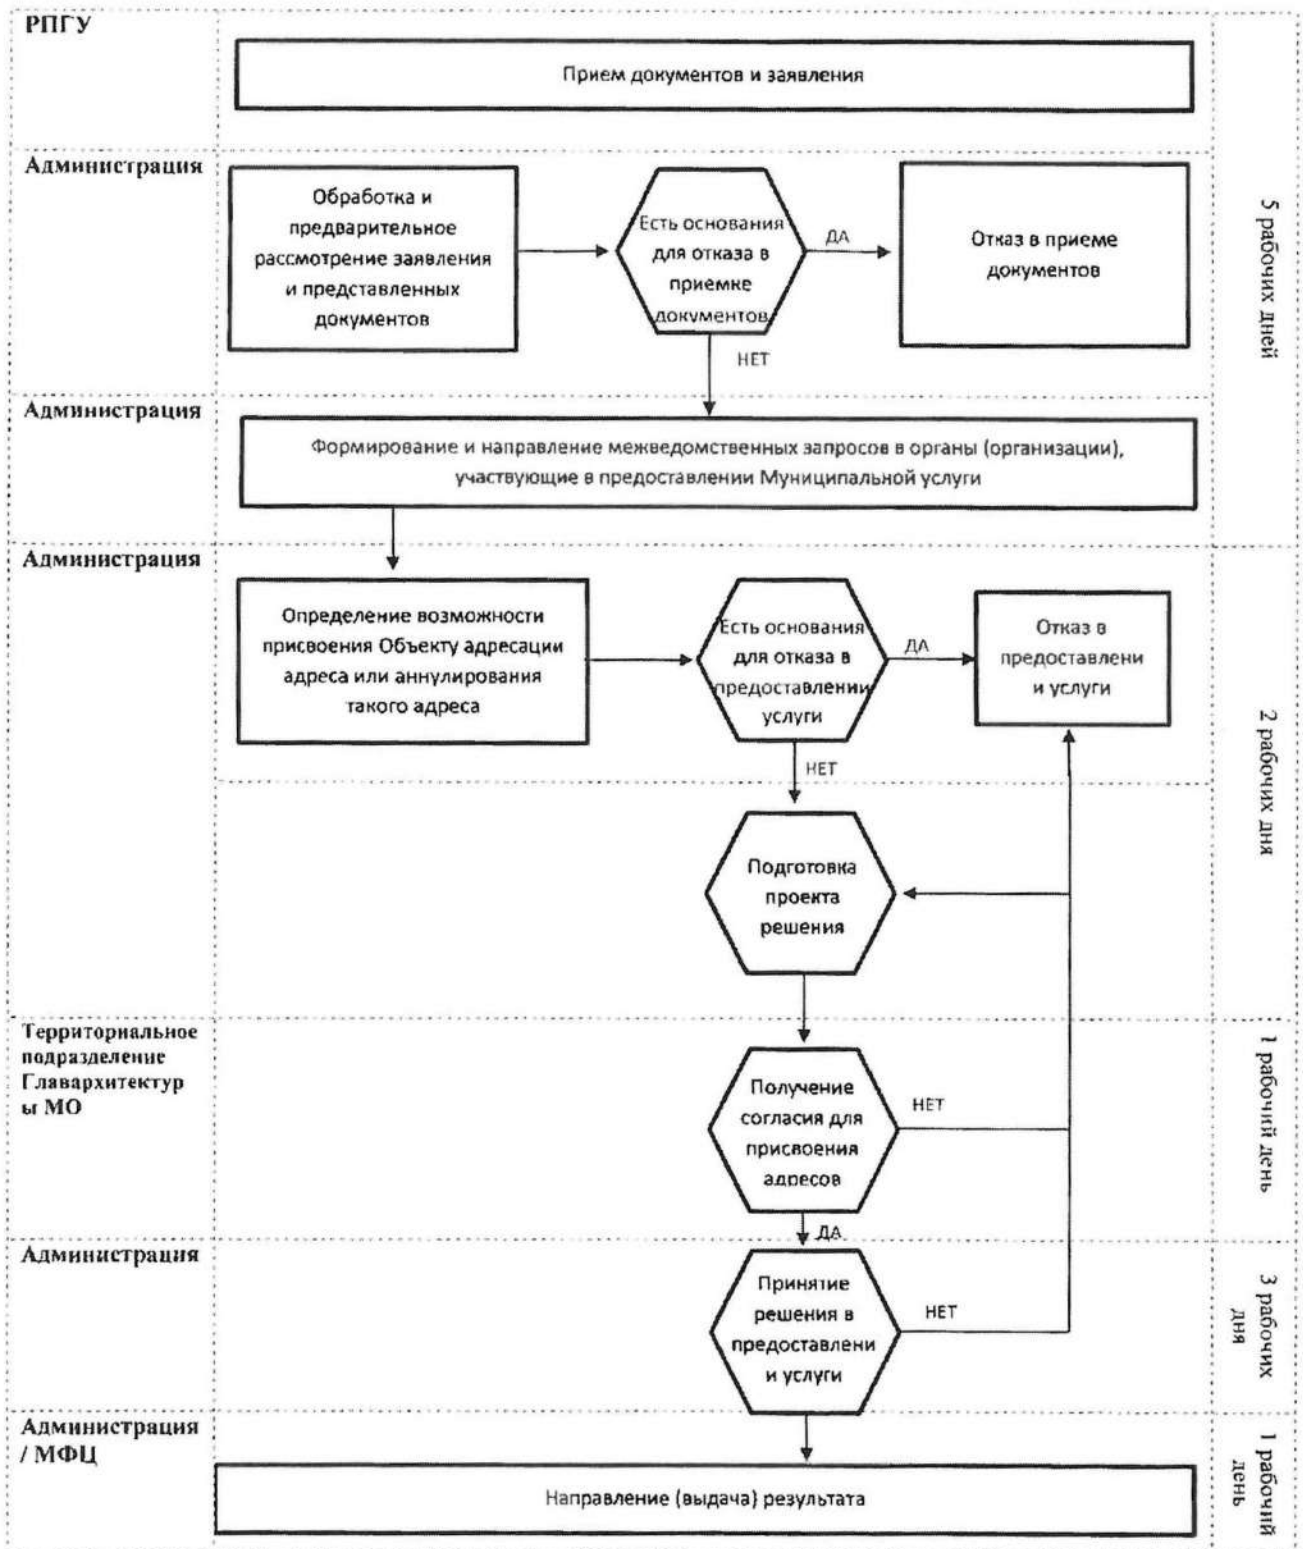 РПГУ
Прием документов и заявления
Администрация
Обработка и
предварительное
рассмотрение заявления
и представленных
документов
Есть основания
для отказа в
приемке
документов
ДА
Отказ в приеме
документов
НЕТ
5 рабочих дней
Администрация
Формирование и направление межведомственных запросов в органы (организации),
участвующие в предоставлении Муниципальной услуги
Администрация
Определение возможности
присвоения Объекту адресации
адреса или аннулирования
такого адреса
Есть основания
для отказа в
предоставлении
услуги
ДА
Отказ в
предоставлени
и услуги
НЕТ
2 рабочих дня
Подготовка
проекта
решения
Территориальное
подразделение
Главархитектур
ы МО
Получение
согласия для
присвоения
адресов
НЕТ
1 рабочий день
ДА
Администрация
Принятие
решения в
предоставлени
и услуги
НЕТ
3 рабочих
дня
Администрация
/ МФЦ
Направление (выдача) результата
1 рабочий
день